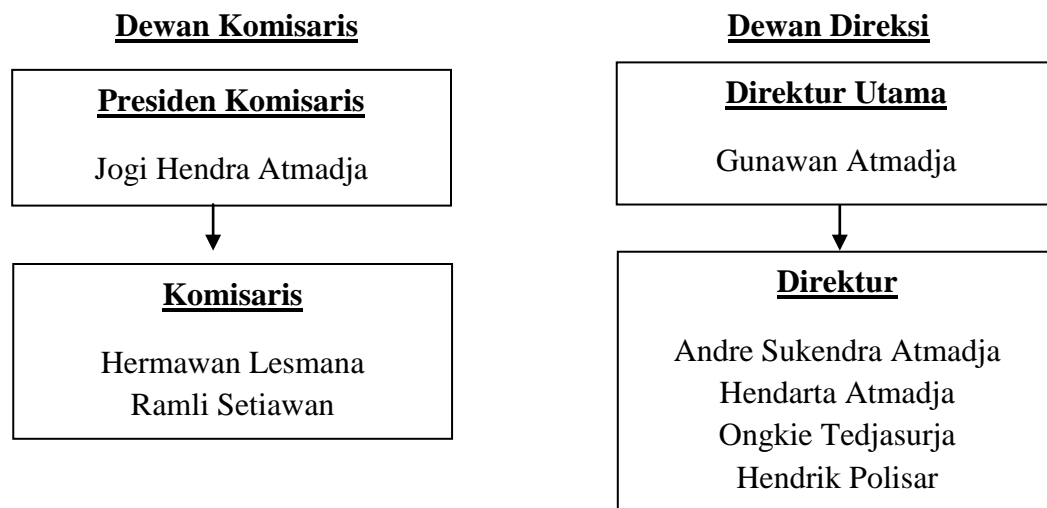 Dewan Komisaris
Presiden Komisaris
Jogi Hendra Atmadja
Komisaris
Hermawan Lesmana
Ramli Setiawan
Dewan Direksi
Direktur Utama
Gunawan Atmadja
Direktur
Andre Sukendra Atmadja
Hendarta Atmadja
Ongkie Tedjasurja
Hendrik Polisar